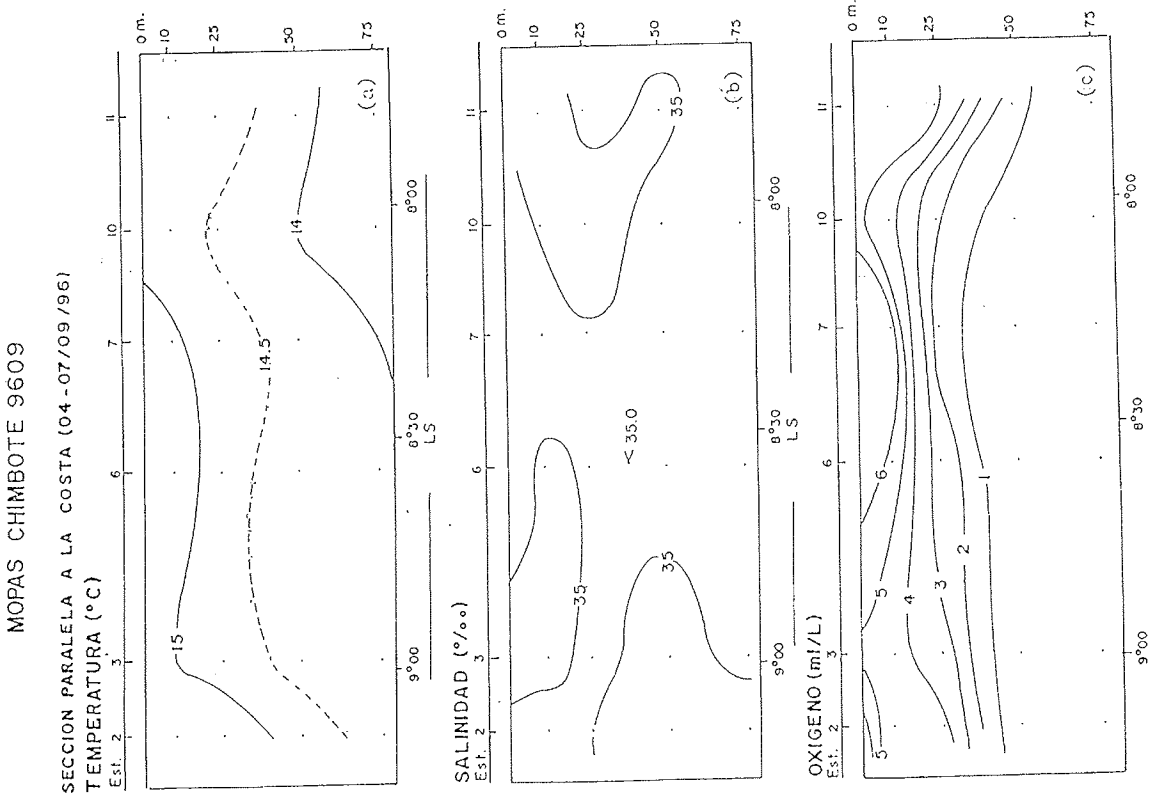 MOPAS CHIMBOTE 9609
SECCION PARALELA A LA COSTA (04-07/09/96)
TEMPERATURA (°C)
Est. 2 3 6 7 10 11
0 m.
10
25
50
75
15
14.5
14
(a)
9°00 8°30 8°00
LS
SALINIDAD (°/oo)
Est. 2 3 6 7 10 11
0 m.
10
25
50
75
35
35
< 35.0
35
(b)
9°00 8°30 8°00
LS
OXIGENO (ml/L)
Est. 2 3 6 7 10 11
0 m.
10
25
50
75
5
5
6
4
3
2
1
(c)
9°00 8°30 8°00